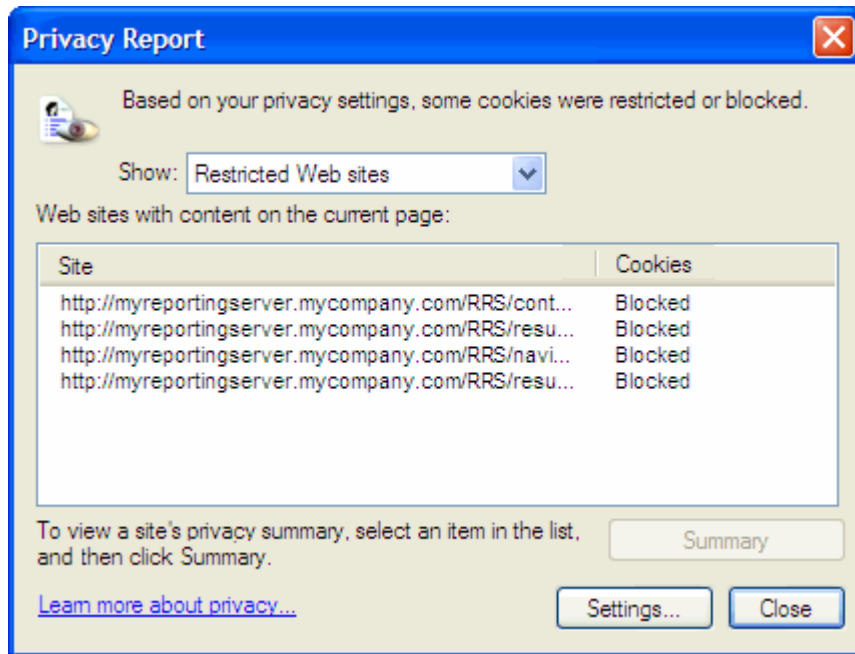 Privacy Report
Based on your privacy settings, some cookies were restricted or blocked.
Show: Restricted Web sites
Web sites with content on the current page:
Site Cookies
http://myreportingserver.mycompany.com/RRS/cont... Blocked
http://myreportingserver.mycompany.com/RRS/resu... Blocked
http://myreportingserver.mycompany.com/RRS/navi... Blocked
http://myreportingserver.mycompany.com/RRS/resu... Blocked
To view a site's privacy summary, select an item in the list,
and then click Summary.
Summary
Learn more about privacy...
Settings... Close